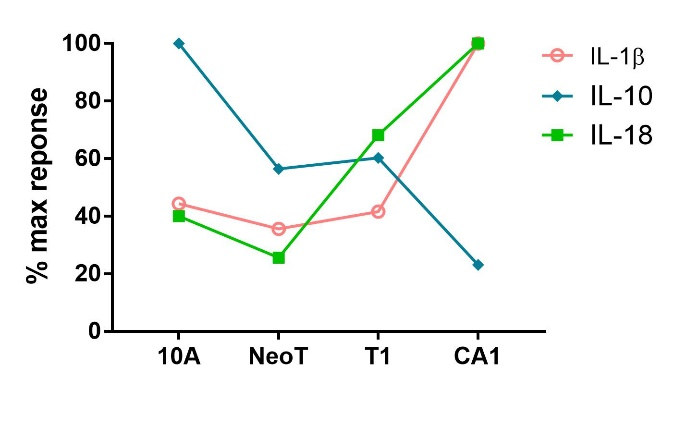 % max reponse
100
80
60
40
20
0
10A NeoT T1 CA1
IL-1β
IL-10
IL-18